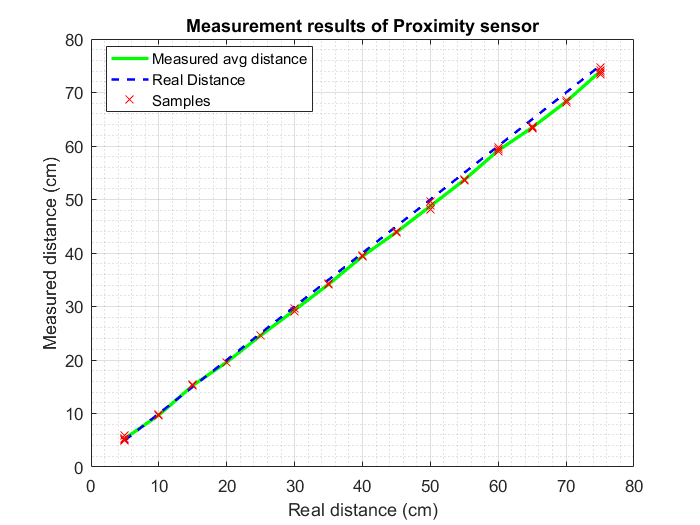 Measurement results of Proximity sensor
Measured avg distance
Real Distance
Samples
Measured distance (cm)
80
70
60
50
40
30
20
10
0
0 10 20 30 40 50 60 70 80
Real distance (cm)